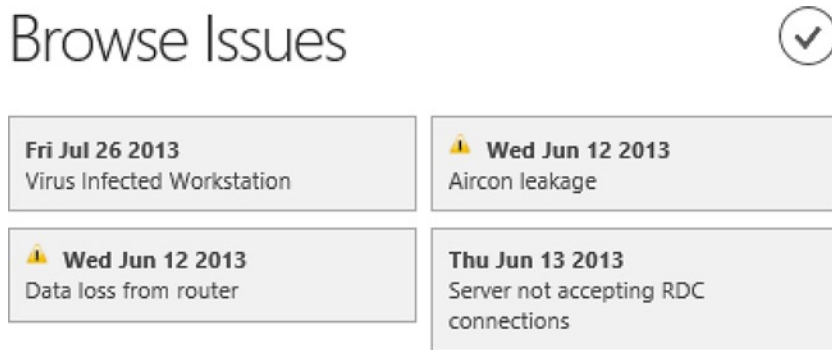 Browse Issues
Fri Jul 26 2013
Virus Infected Workstation
Wed Jun 12 2013
Aircon leakage
Wed Jun 12 2013
Data loss from router
Thu Jun 13 2013
Server not accepting RDC
connections